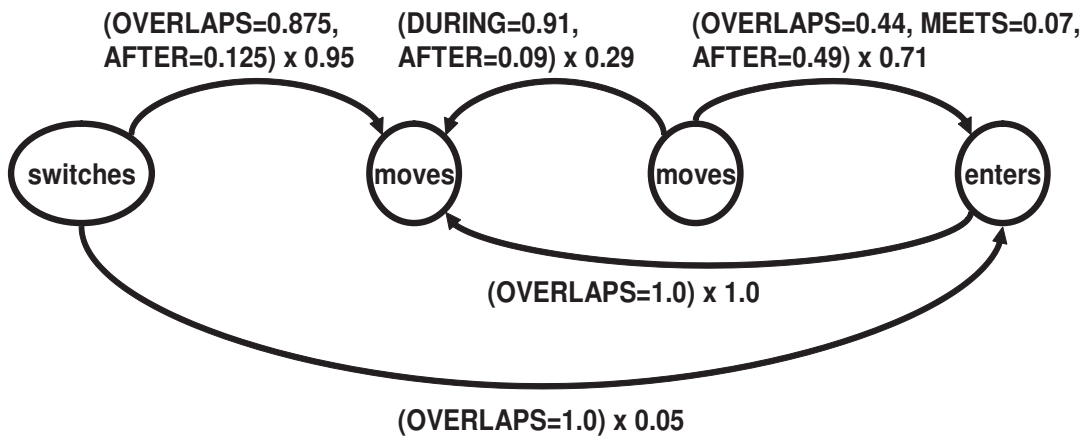 (OVERLAPS=0.875,
AFTER=0.125) x 0.95
(DURING=0.91,
AFTER=0.09) x 0.29
(OVERLAPS=0.44, MEETS=0.07,
AFTER=0.49) x 0.71
switches
moves
moves
enters
(OVERLAPS=1.0) x 1.0
(OVERLAPS=1.0) x 0.05